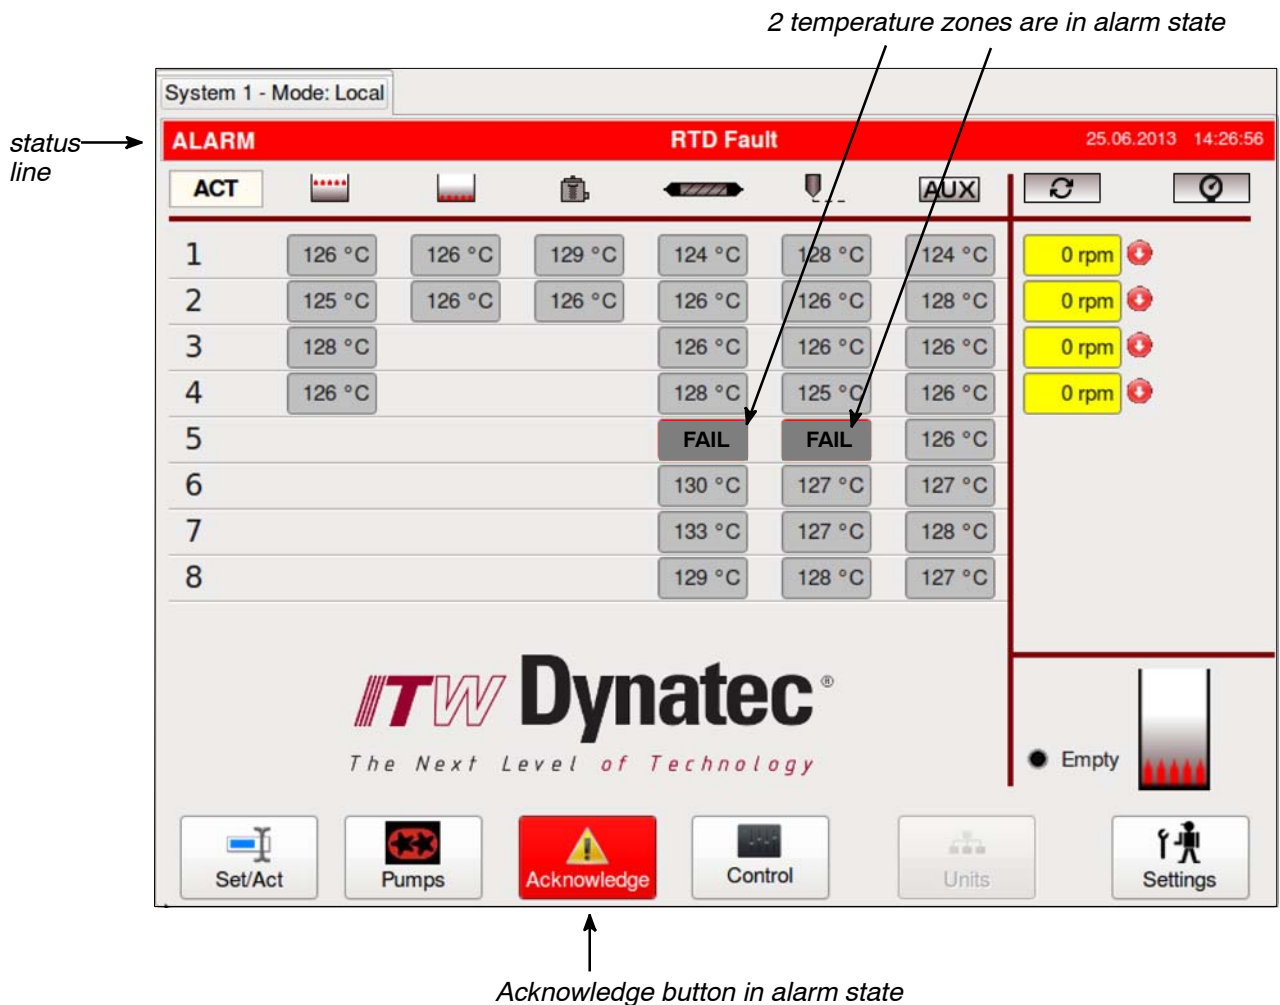 2 temperature zones are in alarm state
System 1 - Mode: Local
status
line
ALARM RTD Fault 25.06.2013 14:26:56
ACT AUX
1 126 °C 126 °C 129 °C 124 °C 128 °C 124 °C 0 rpm
2 125 °C 126 °C 126 °C 126 °C 126 °C 128 °C 0 rpm
3 128 °C 126 °C 126 °C 126 °C 0 rpm
4 126 °C 128 °C 125 °C 126 °C 0 rpm
5 FAIL FAIL 126 °C
6 130 °C 127 °C 127 °C
7 133 °C 127 °C 128 °C
8 129 °C 128 °C 127 °C
ITW Dynatec®
The Next Level of Technology
Empty
Set/Act Pumps Acknowledge Control Units Settings
Acknowledge button in alarm state